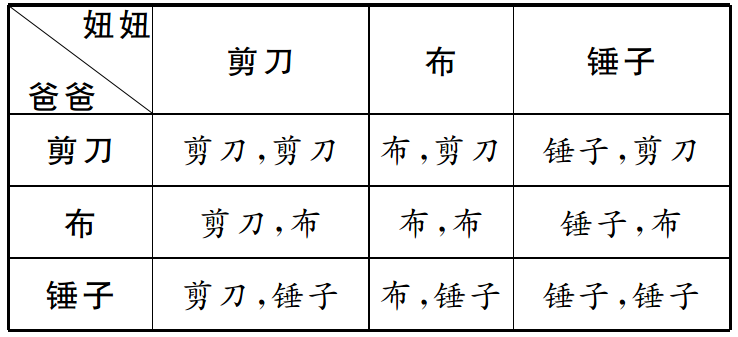 妞妞
爸爸
剪刀 布 锤子
剪刀 剪刀,剪刀 布,剪刀 锤子,剪刀
布 剪刀,布 布,布 锤子,布
锤子 剪刀,锤子 布,锤子 锤子,锤子